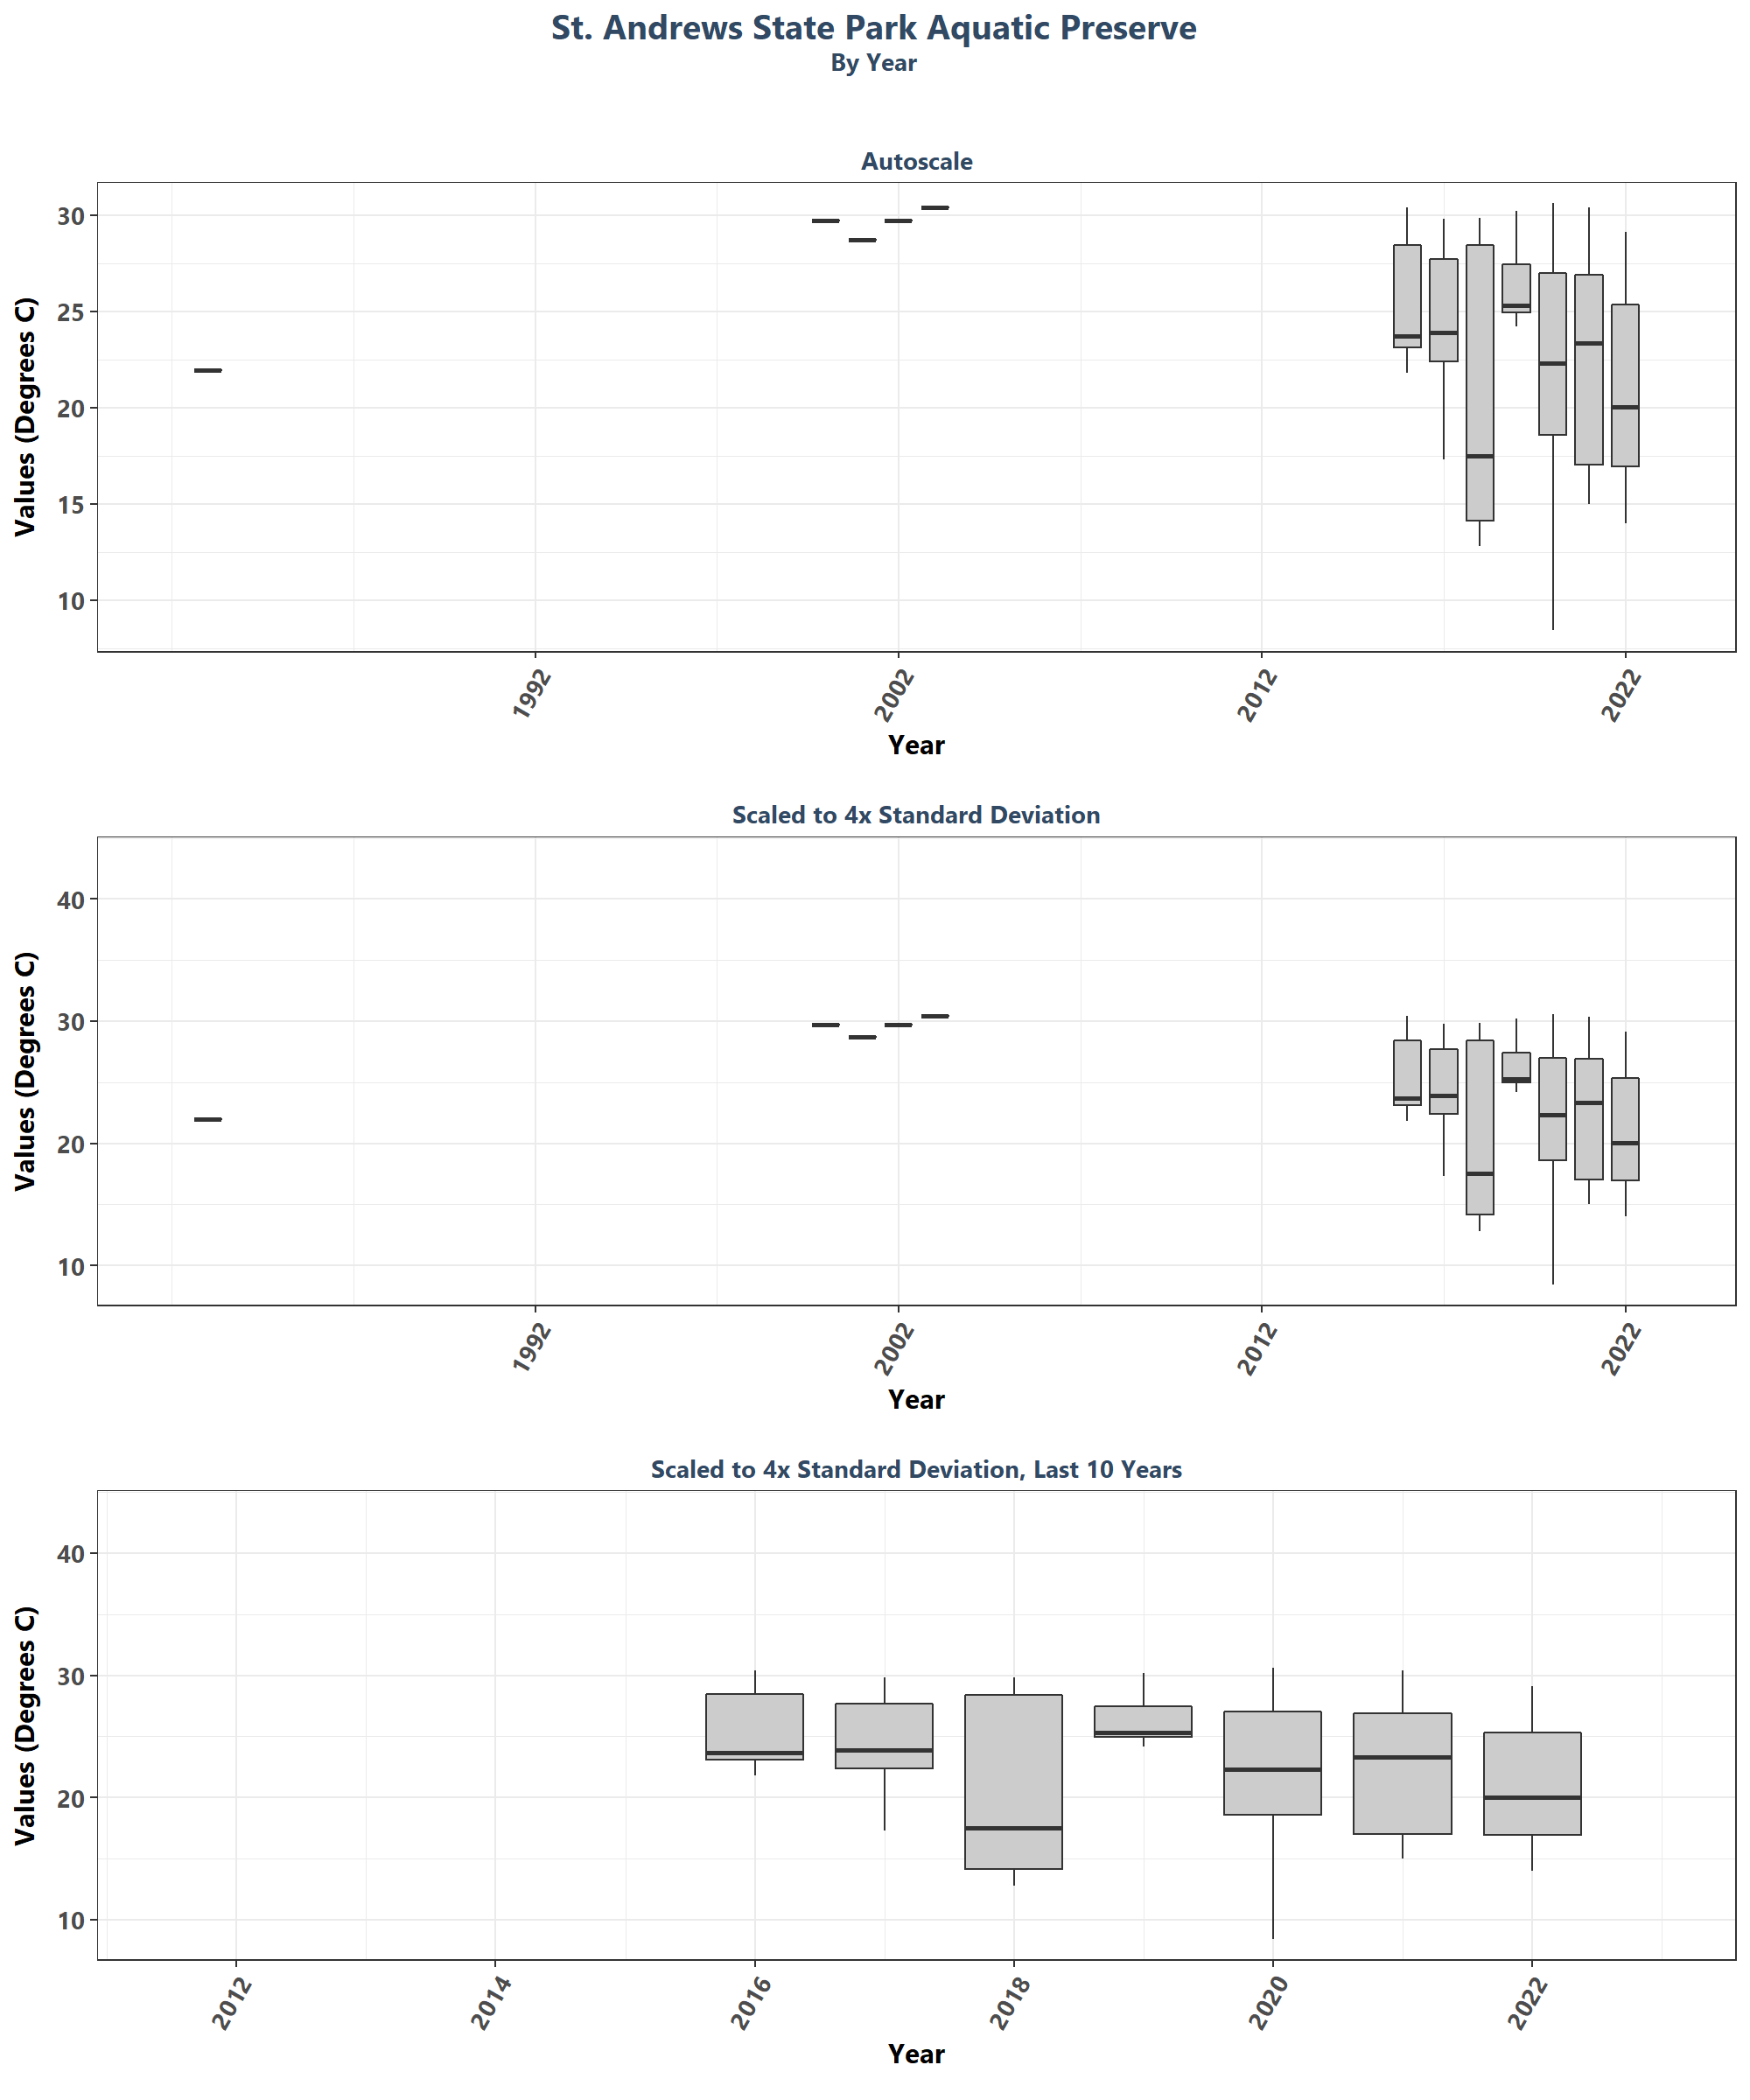 St. Andrews State Park Aquatic Preserve
By Year
Autoscale
Values (Degrees C)
30
25
20
15
10
1992
2002
2012
2022
Year
Scaled to 4x Standard Deviation
Values (Degrees C)
40
30
20
10
1992
2002
2012
2022
Year
Scaled to 4x Standard Deviation, Last 10 Years
Values (Degrees C)
40
30
20
10
2012
2014
2016
2018
2020
2022
Year